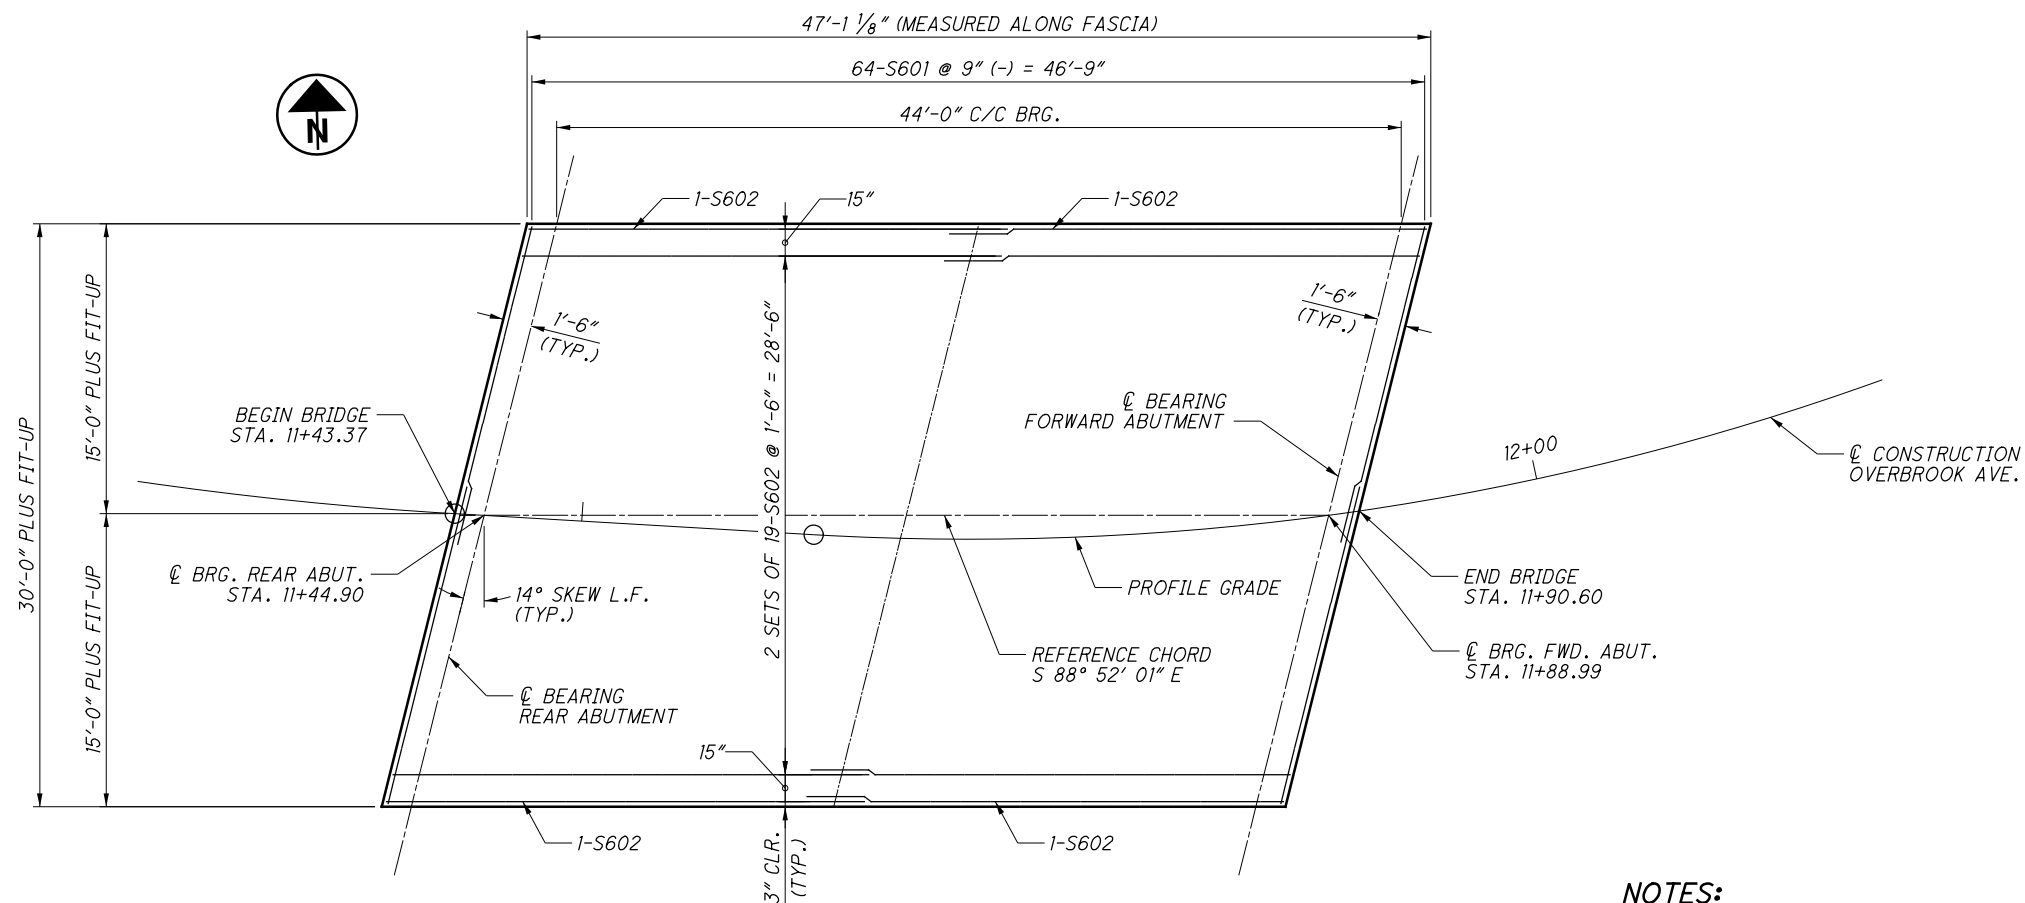 47'-1 1/8" (MEASURED ALONG FASCIA)
64-S601 @ 9" (-) = 46'-9"
44'-0" C/C BRG.
N
1-S602
15"
1-S602
30'-0" PLUS FIT-UP
15'-0" PLUS FIT-UP
15'-0" PLUS FIT-UP
1'-6"
(TYP.)
1'-6"
(TYP.)
2 SETS OF 19-S602 @ 1'-6" = 28'-6"
BEGIN BRIDGE
STA. 11+43.37
℄ BEARING
FORWARD ABUTMENT
12+00
℄ CONSTRUCTION
OVERBROOK AVE.
℄ BRG. REAR ABUT.
STA. 11+44.90
14° SKEW L.F.
(TYP.)
PROFILE GRADE
END BRIDGE
STA. 11+90.60
REFERENCE CHORD
S 88° 52' 01" E
℄ BRG. FWD. ABUT.
STA. 11+88.99
℄ BEARING
REAR ABUTMENT
15"
1-S602
3" CLR.
(TYP.)
1-S602
NOTES: